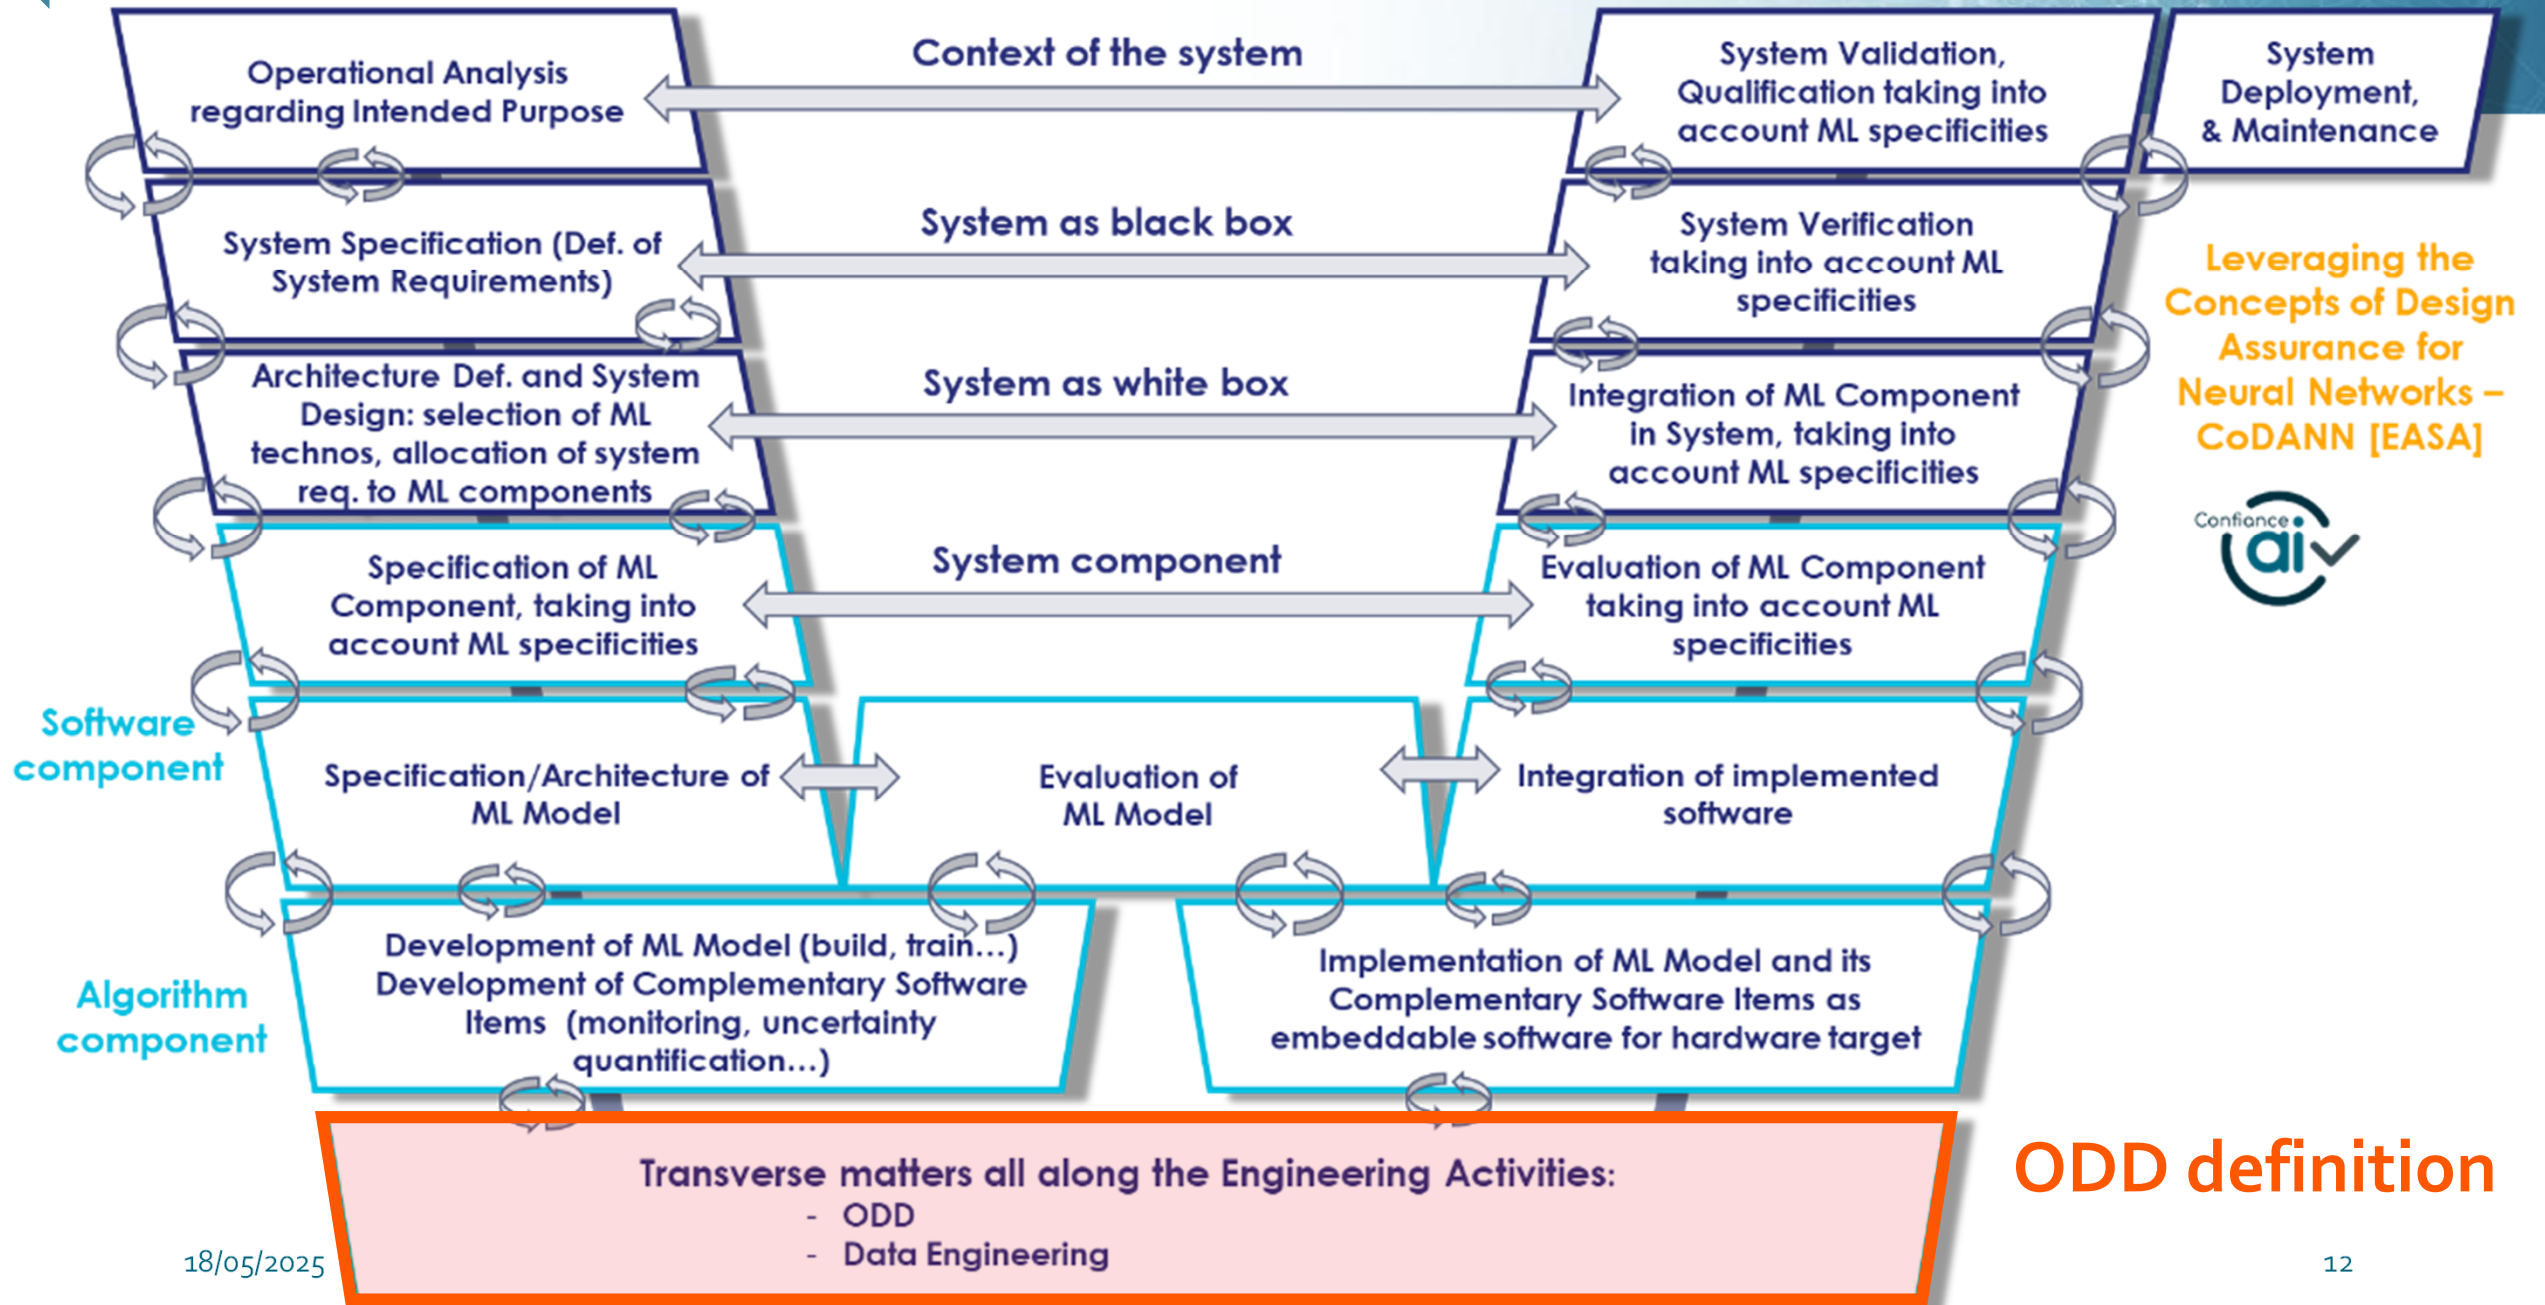 Operational Analysis
regarding Intended Purpose
Context of the system
System Validation,
Qualification taking into
account ML specificities
System
Deployment,
& Maintenance
System Specification (Def. of
System Requirements)
System as black box
System Verification
taking into account ML
specificities
Leveraging the
Concepts of Design
Assurance for
Neural Networks –
CoDANN [EASA]
Architecture Def. and System
Design: selection of ML
technos, allocation of system
req. to ML components
System as white box
Integration of ML Component
in System, taking into
account ML specificities
Confiance
ai
Specification of ML
Component, taking into
account ML specificities
System component
Evaluation of ML Component
taking into account ML
specificities
Software
component
Specification/Architecture of
ML Model
Evaluation of
ML Model
Integration of implemented
software
Algorithm
component
Development of ML Model (build, train...)
Development of Complementary Software
Items (monitoring, uncertainty
quantification...)
Implementation of ML Model and its
Complementary Software Items as
embeddable software for hardware target
Transverse matters all along the Engineering Activities:
- ODD
- Data Engineering
ODD definition
18/05/2025
12